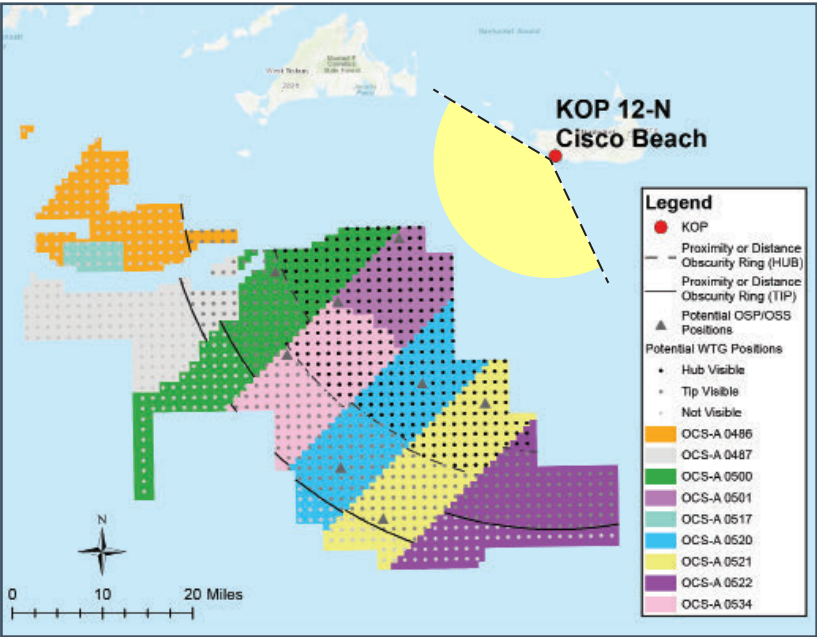 Nantucket Sound
West Tisbury
KOP 12-N
Cisco Beach
Legend
KOP
Proximity or Distance
Obscurity Ring (HUB)
Proximity or Distance
Obscurity Ring (TIP)
Potential OSP/OSS
Positions
Potential WTG Positions
Hub Visible
Tip Visible
Not Visible
OCS-A 0486
OCS-A 0487
OCS-A 0500
OCS-A 0501
OCS-A 0517
OCS-A 0520
OCS-A 0521
OCS-A 0522
OCS-A 0534
N
0 10 20 Miles